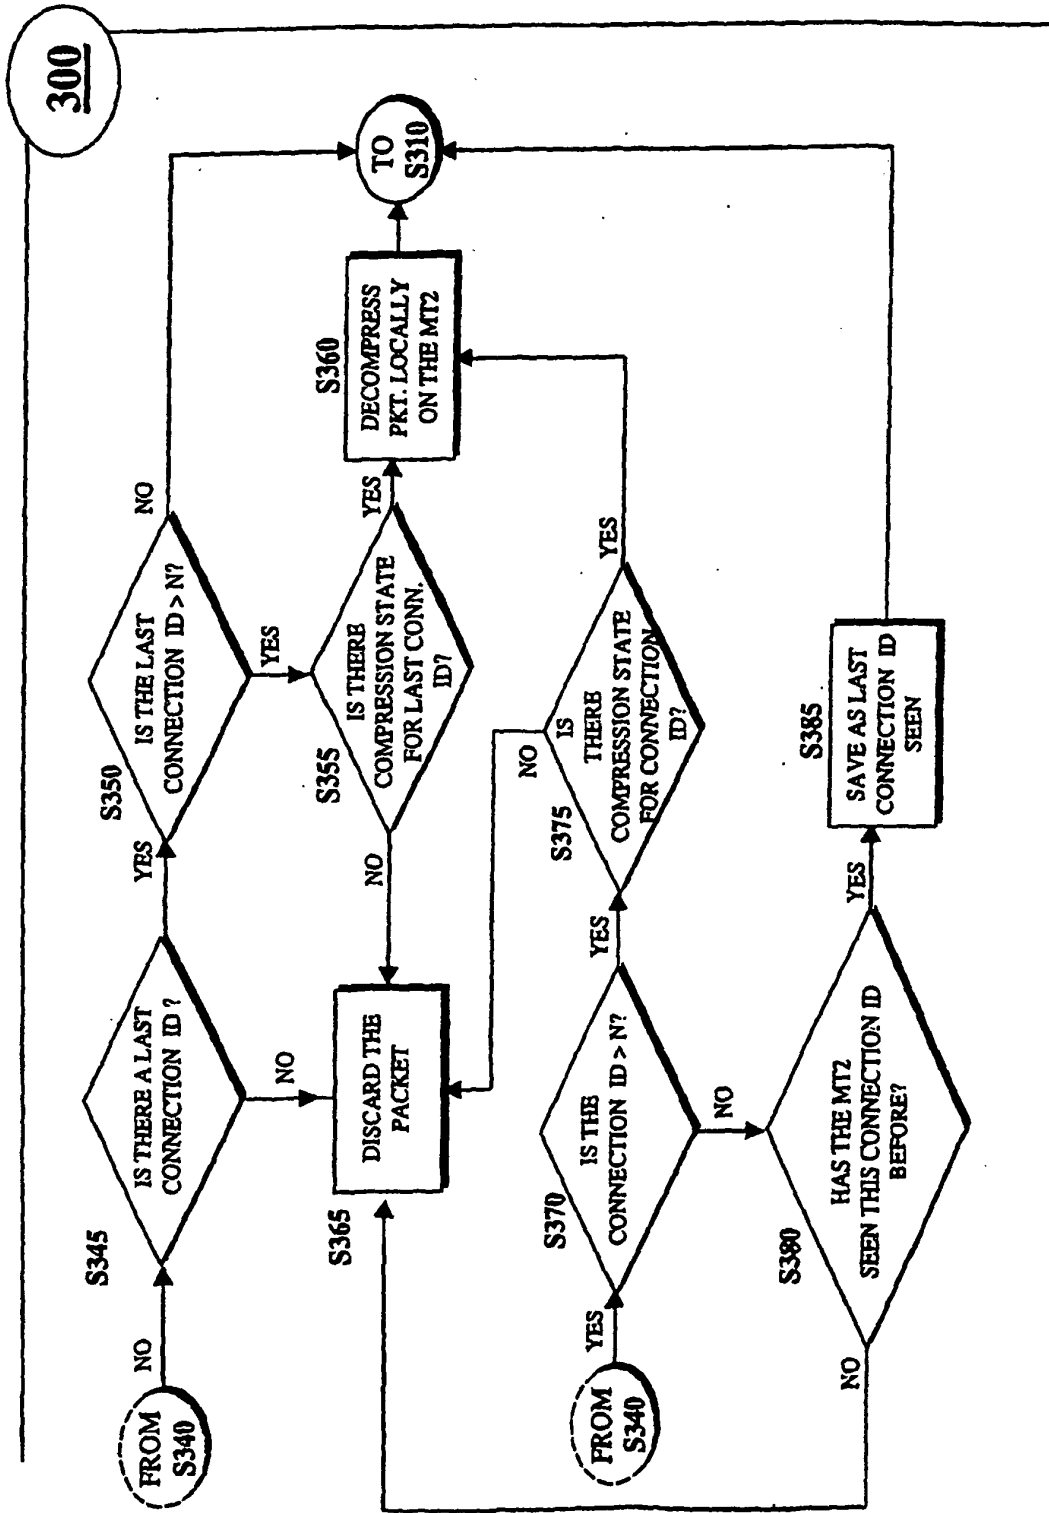 300
FROM
S340
NO
S345
IS THERE A LAST
CONNECTION ID ?
YES
NO
S350
IS THE LAST
CONNECTION ID > N?
NO
YES
S355
IS THERE
COMPRESSION STATE
FOR LAST CONN.
ID?
YES
NO
S360
DECOMPRESS
PKT. LOCALLY
ON THE MT2
TO
S310
S365
DISCARD THE
PACKET
FROM
S340
YES
S370
IS THE
CONNECTION ID > N?
YES
NO
S375
IS
THERE
COMPRESSION STATE
FOR CONNECTION
ID?
NO
YES
S380
HAS THE MT2
SEEN THIS CONNECTION ID
BEFORE?
NO
YES
S385
SAVE AS LAST
CONNECTION ID
SEEN